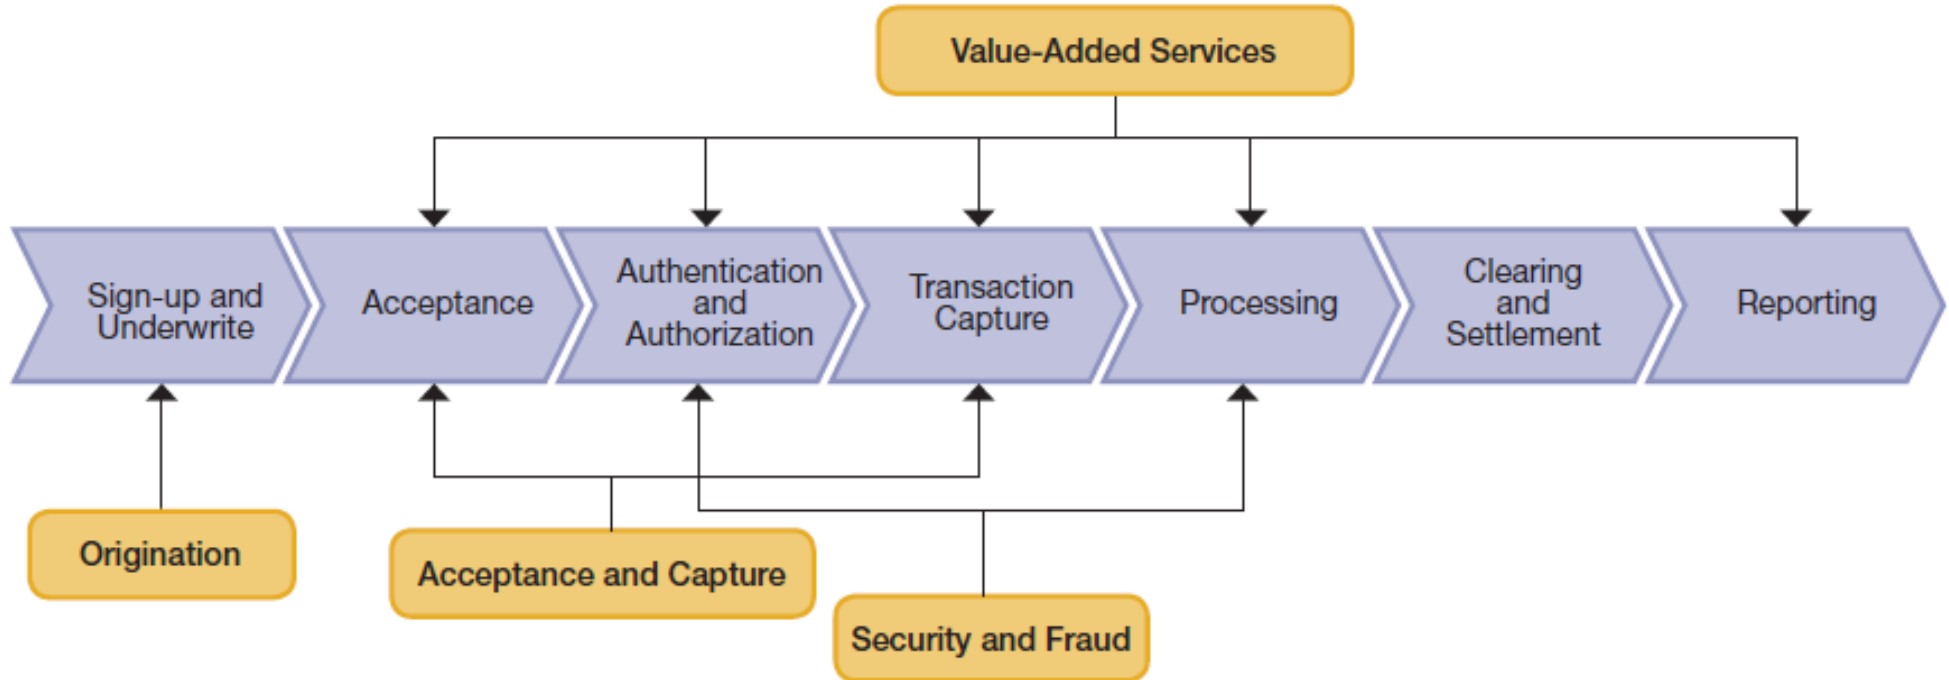 Value-Added Services
Sign-up and
Underwrite
Acceptance
Authentication
and
Authorization
Transaction
Capture
Processing
Clearing
and
Settlement
Reporting
Origination
Acceptance and Capture
Security and Fraud